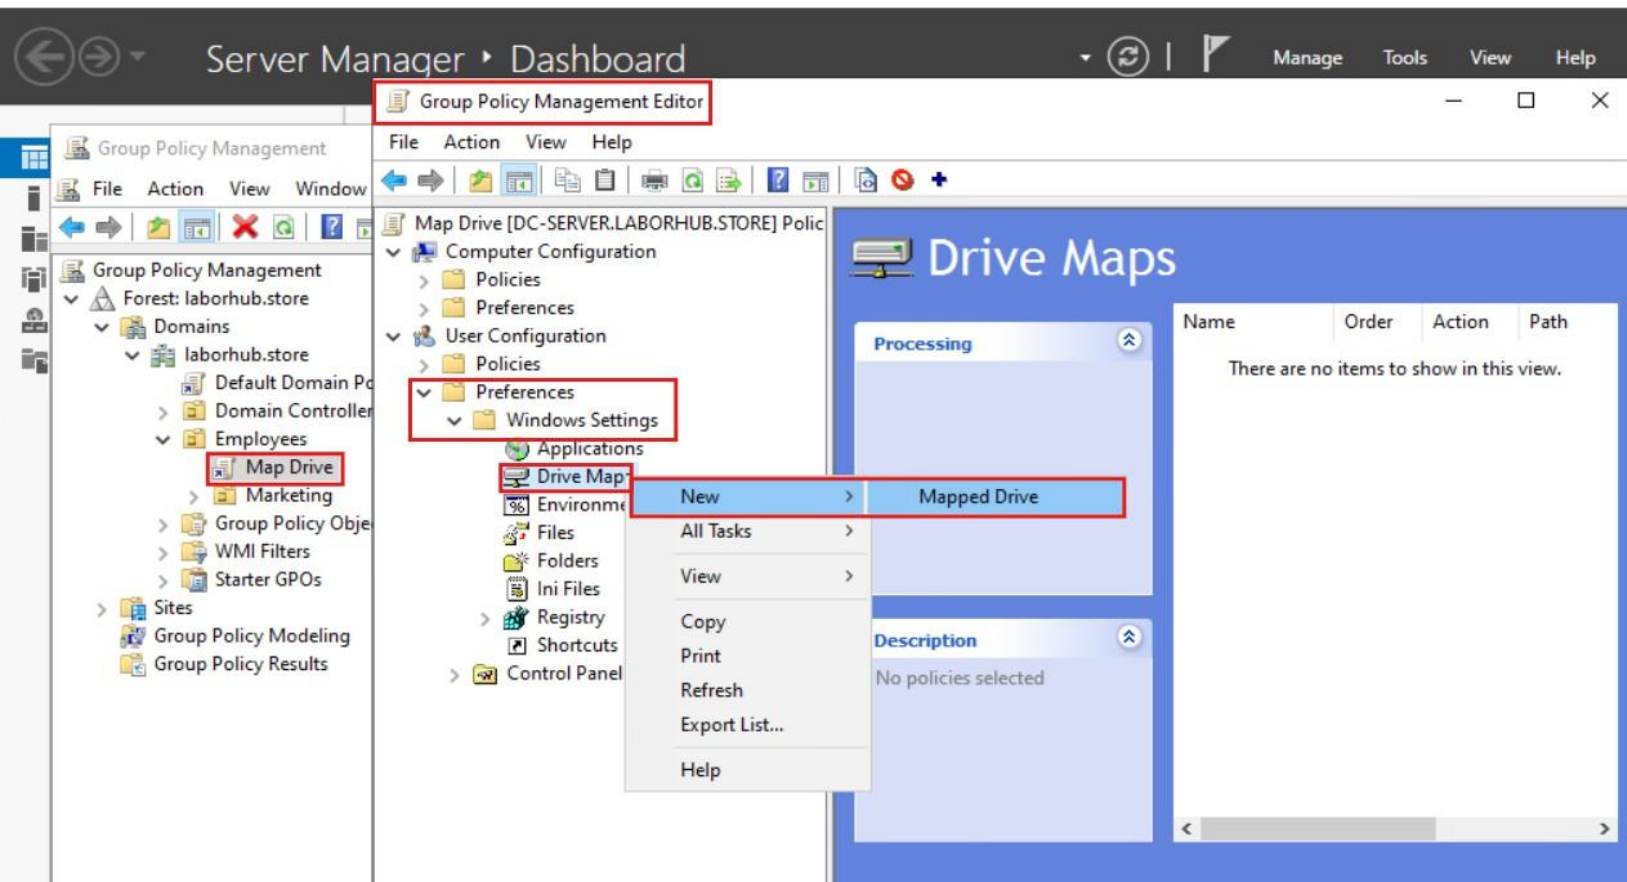 Server Manager ‣ Dashboard
Manage Tools View Help
Group Policy Management
File Action View Window
Group Policy Management
Forest: laborhub.store
Domains
laborhub.store
Default Domain Po
Domain Controller
Employees
Map Drive
Marketing
Group Policy Obje
WMI Filters
Starter GPOs
Sites
Group Policy Modeling
Group Policy Results
Group Policy Management Editor
File Action View Help
Map Drive [DC-SERVER.LABORHUB.STORE] Polic
Computer Configuration
Policies
Preferences
User Configuration
Policies
Preferences
Windows Settings
Applications
Drive Map
Environme
Files
Folders
Ini Files
Registry
Shortcuts
Control Panel
New
All Tasks
View
Copy
Print
Refresh
Export List...
Help
Mapped Drive
Drive Maps
Processing
Description
No policies selected
Name Order Action Path
There are no items to show in this view.